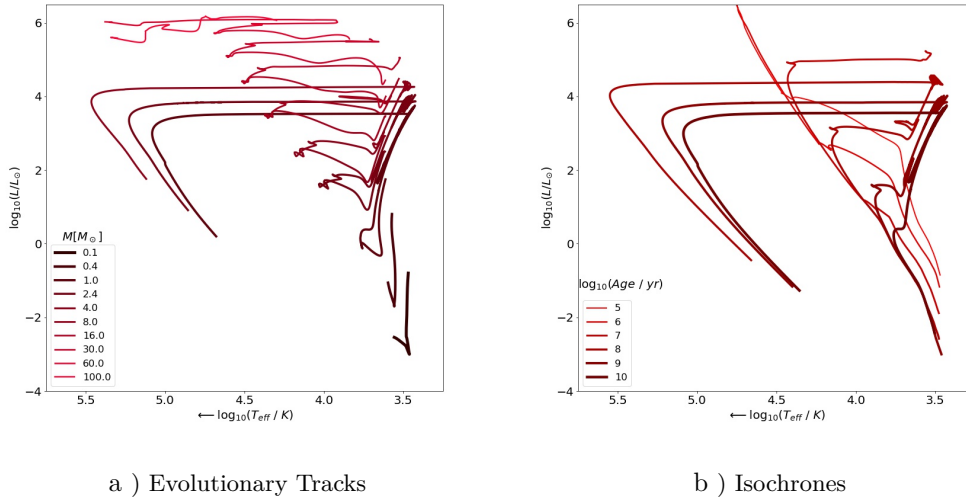 6
4
2
0
−2
−4
log₁₀(L/L☉)
M[M☉]
0.1
0.4
1.0
2.4
4.0
8.0
16.0
30.0
60.0
100.0
5.5 5.0 4.5 4.0 3.5
⟵ log₁₀(T_eff / K)
a ) Evolutionary Tracks
6
4
2
0
−2
−4
log₁₀(L/L☉)
log₁₀(Age / yr)
5
6
7
8
9
10
5.5 5.0 4.5 4.0 3.5
⟵ log₁₀(T_eff / K)
b ) Isochrones